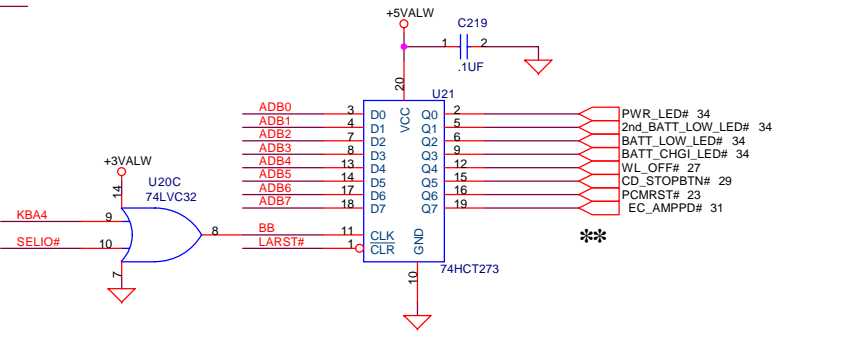 +5VALW
C219
1 2
.1UF
20
U21
ADB0 3 D0 VCC Q0 2 PWR_LED# 34
ADB1 4 D1 Q1 5 2nd_BATT_LOW_LED# 34
ADB2 7 D2 Q2 6 BATT_LOW_LED# 34
ADB3 8 D3 Q3 9 BATT_CHGI_LED# 34
ADB4 13 D4 Q4 12 WL_OFF# 27
ADB5 14 D5 Q5 15 CD_STOPBTN# 29
ADB6 17 D6 Q6 16 PCMRST# 23
ADB7 18 D7 Q7 19 EC_AMPPD# 31
+3VALW
14
U20C
74LVC32
KBA4 9
8 BB 11 CLK GND
SELIO# 10
LARST# 1 CLR
**
7
10
74HCT273